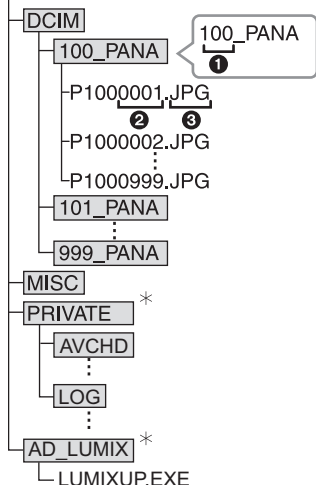 DCIM
100_PANA
100_PANA
❶
P1000001.JPG
❷ ❸
P1000002.JPG
P1000999.JPG
101_PANA
999_PANA
MISC
PRIVATE *
AVCHD
LOG
AD_LUMIX *
LUMIXUP.EXE